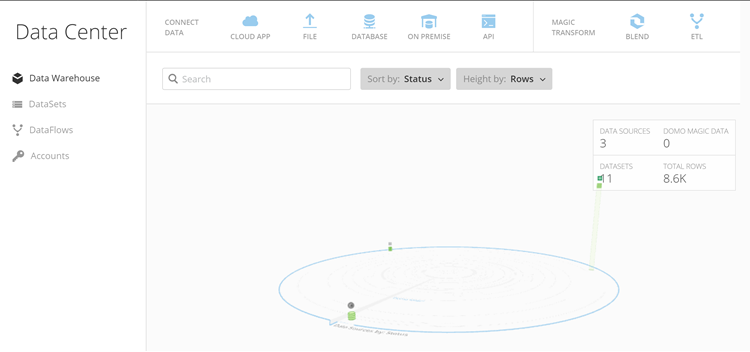 Data Center
Data Warehouse
DataSets
DataFlows
Accounts
CONNECT
DATA
CLOUD APP
FILE
DATABASE
ON PREMISE
API
MAGIC
TRANSFORM
BLEND
ETL
Search
Sort by: Status
Height by: Rows
DATA SOURCES
3
DOMO MAGIC DATA
0
DATASETS
11
TOTAL ROWS
8.6K